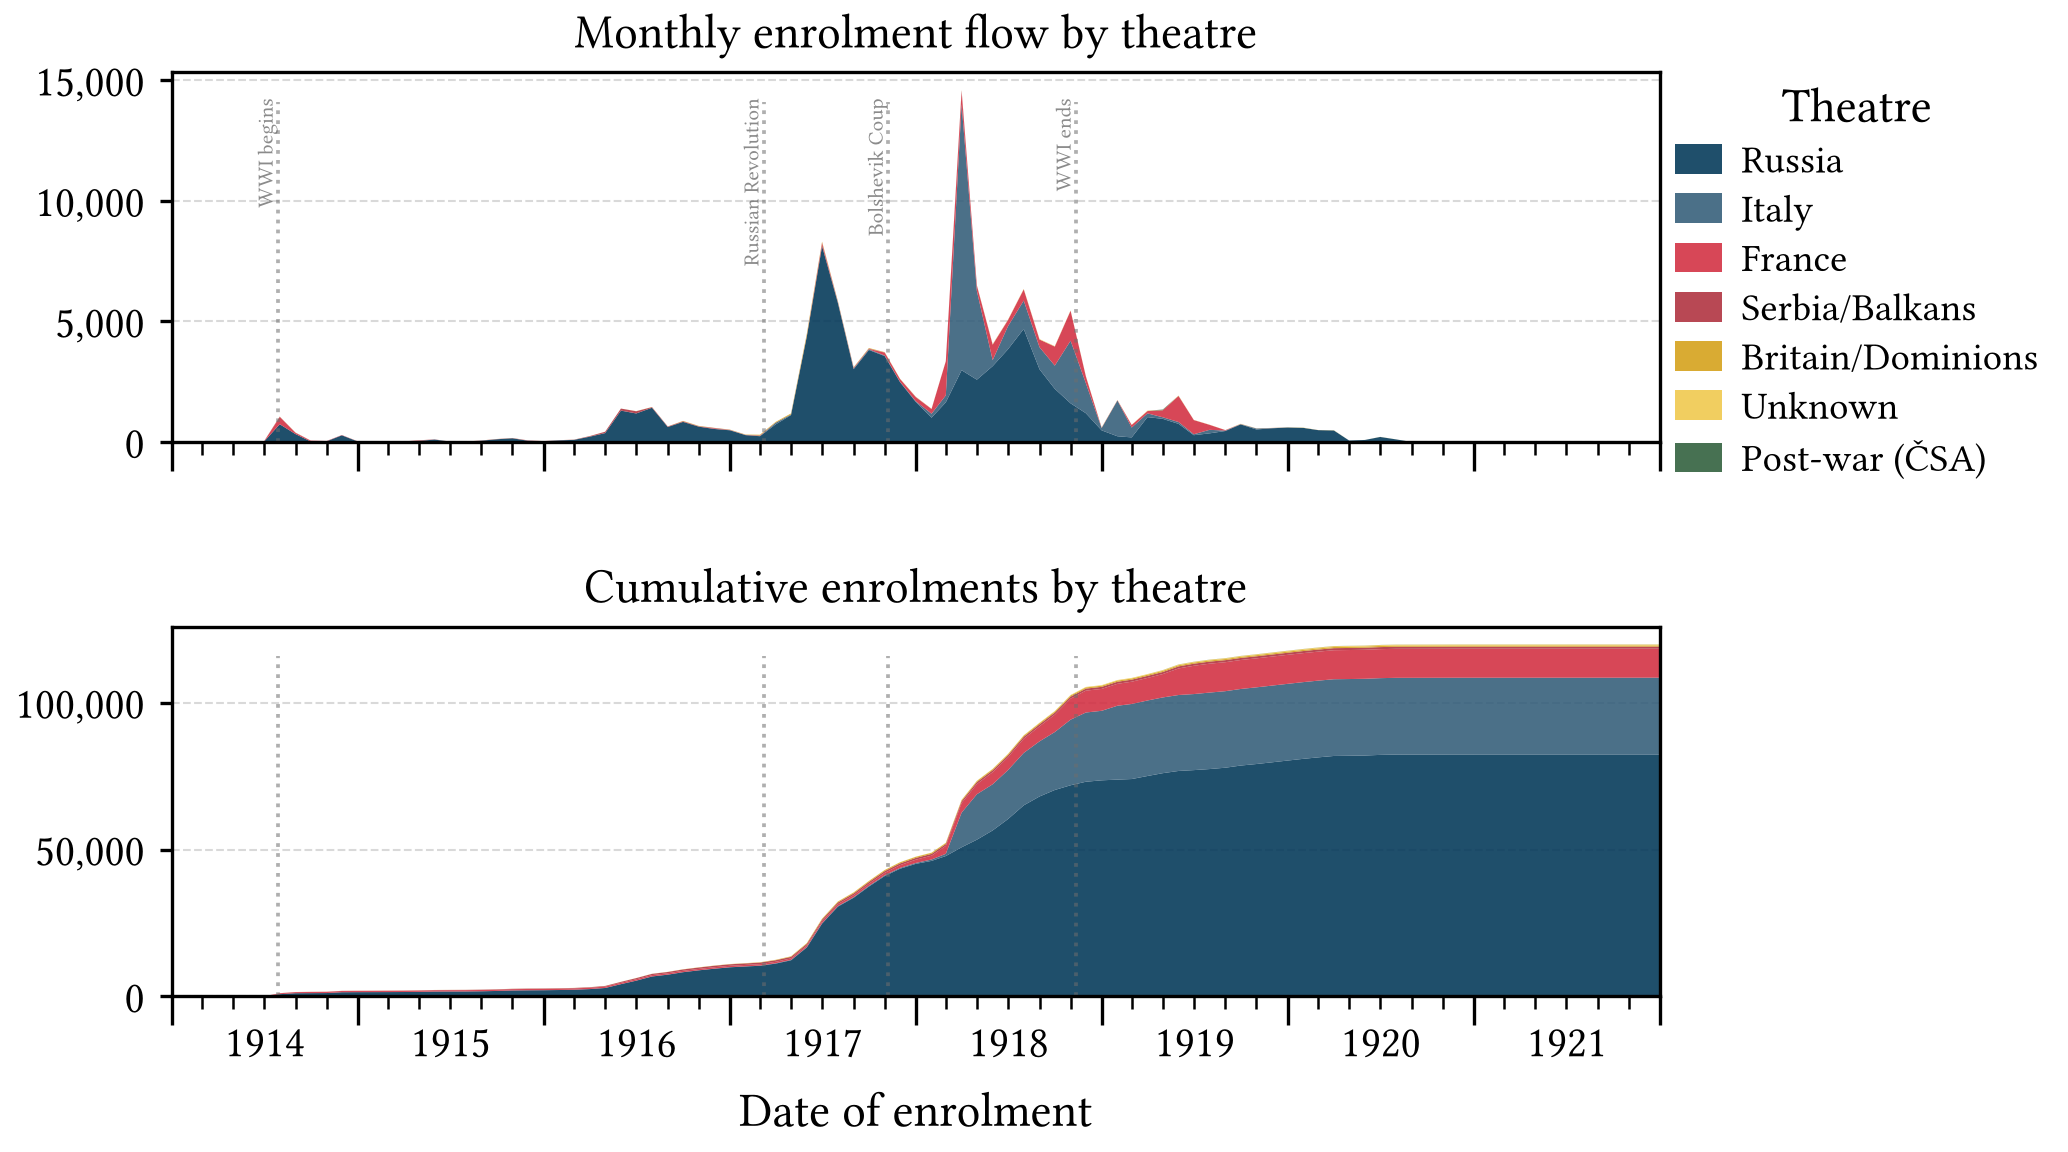 Monthly enrolment flow by theatre
15,000
10,000
5,000
0
WWI begins
Russian Revolution
Bolshevik Coup
WWI ends
Theatre
Russia
Italy
France
Serbia/Balkans
Britain/Dominions
Unknown
Post-war (ČSA)
Cumulative enrolments by theatre
100,000
50,000
0
1914 1915 1916 1917 1918 1919 1920 1921
Date of enrolment